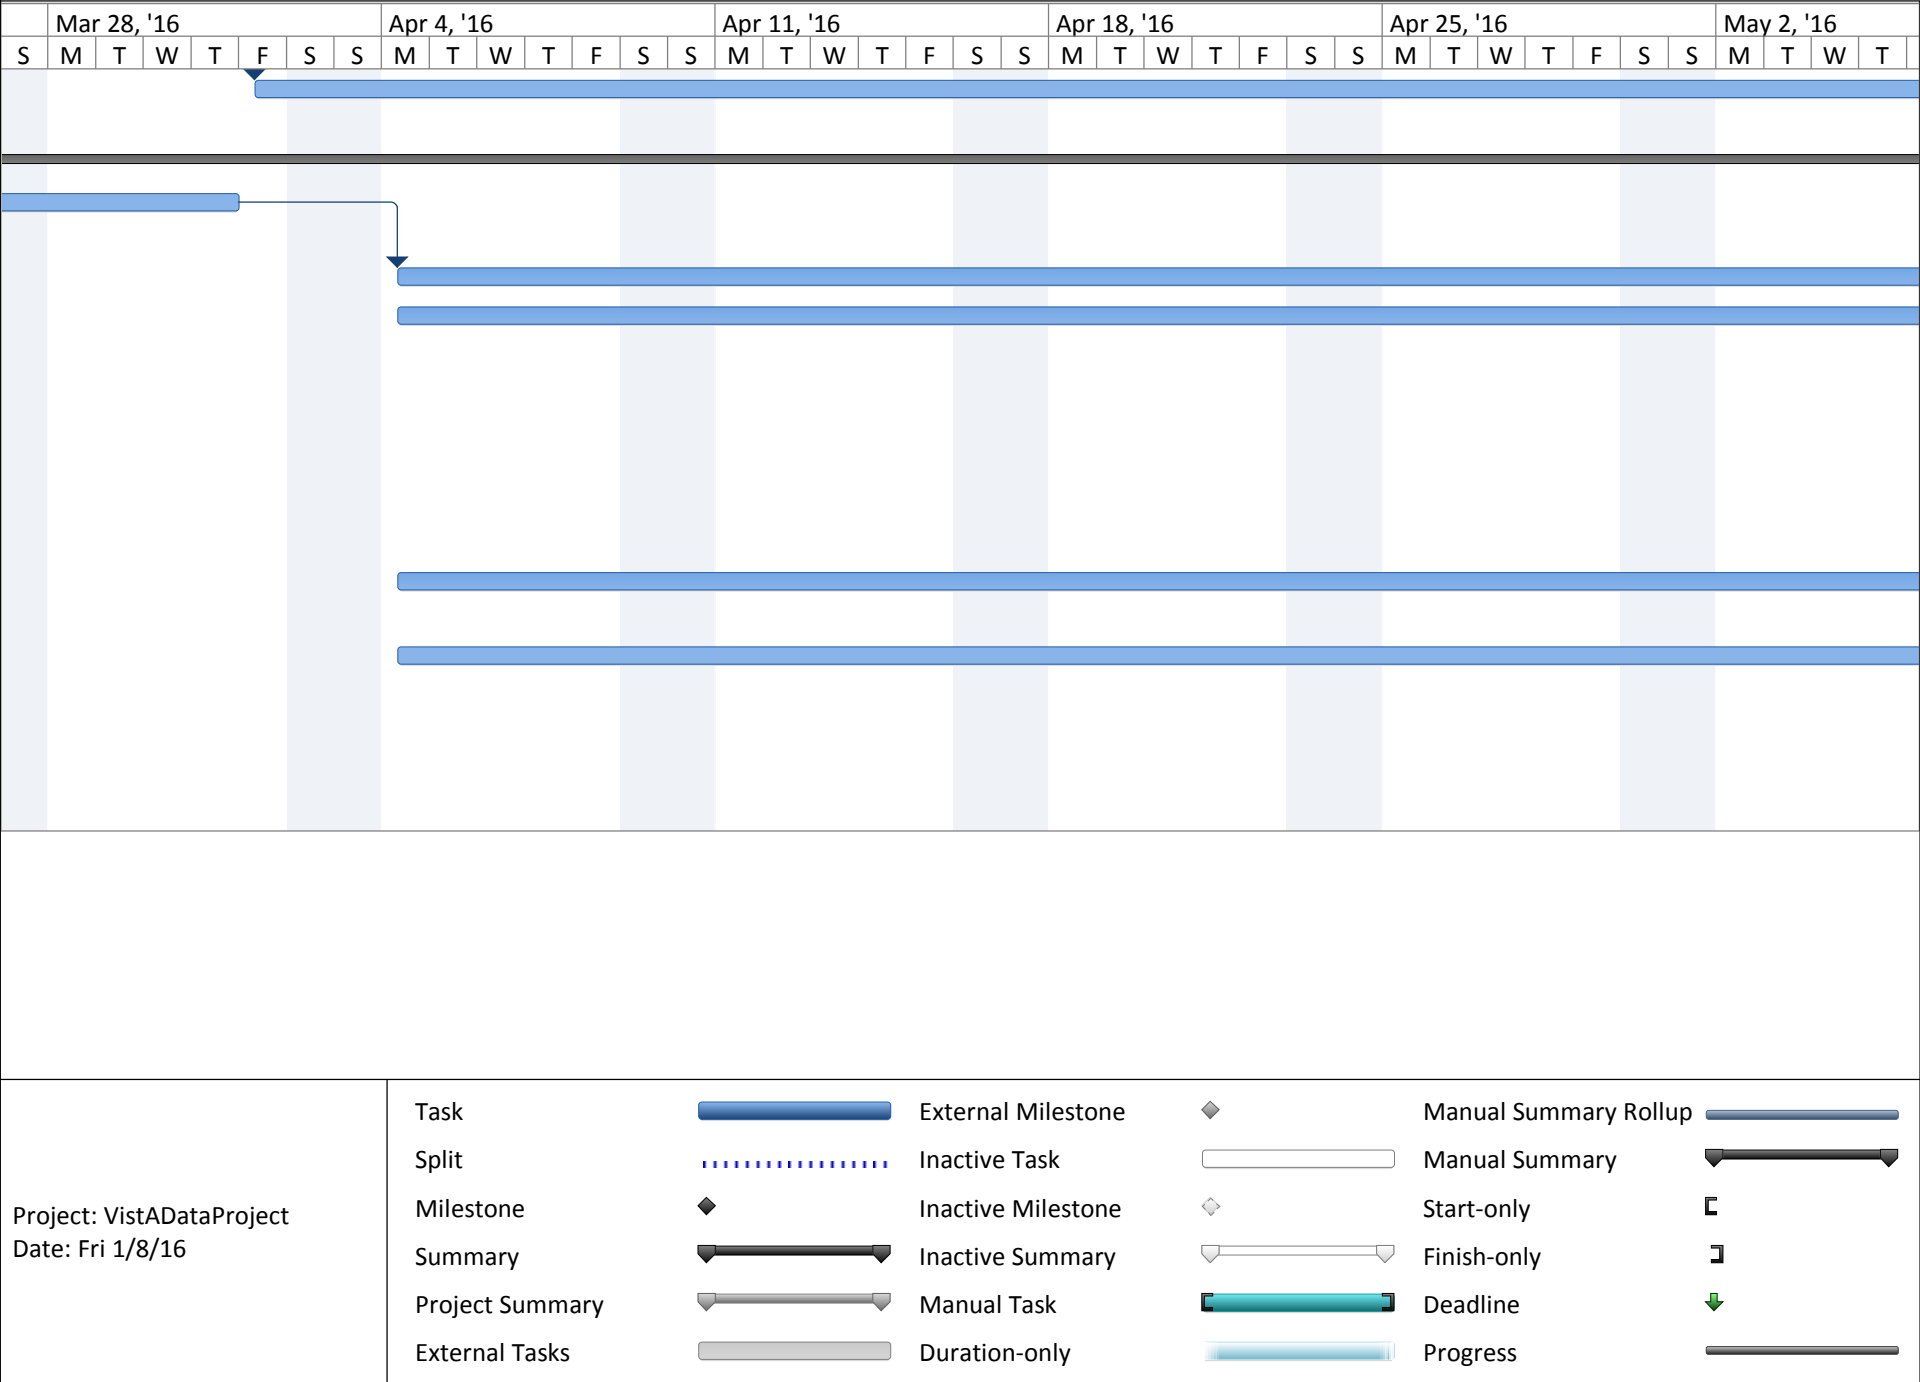 Mar 28, '16 Apr 4, '16 Apr 11, '16 Apr 18, '16 Apr 25, '16 May 2, '16
S M T W T F S S M T W T F S S M T W T F S S M T W T F S S M T W T F S S M T W T
Task External Milestone Manual Summary Rollup
Split Inactive Task Manual Summary
Milestone Inactive Milestone Start-only
Summary Inactive Summary Finish-only
Project Summary Manual Task Deadline
External Tasks Duration-only Progress
Project: VistADataProject
Date: Fri 1/8/16